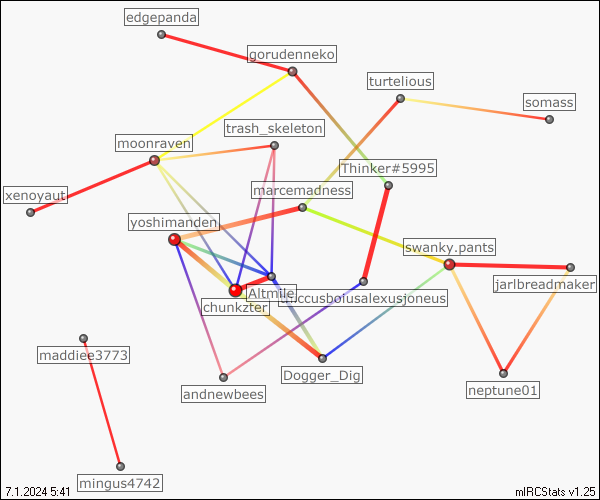 edgepanda
gorudenneko
turtelious
somass
trash_skeleton
moonraven
Thinker#5995
marcemadness
xenoyaut
yoshimanden
swanky.pants
jarlbreadmaker
Altmile
chunkzter
maddiee3773
Dogger_Dig
andnewbees
neptune01
mingus4742
7.1.2024 5:41
mIRCStats v1.25